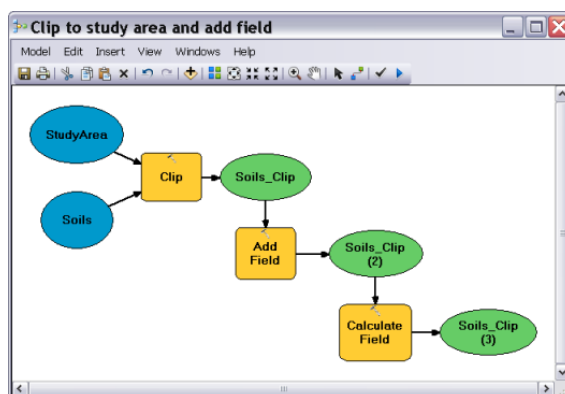 Clip to study area and add field
Model Edit Insert View Windows Help
StudyArea
Clip
Soils_Clip
Soils
Add
Field
Soils_Clip
(2)
Calculate
Field
Soils_Clip
(3)